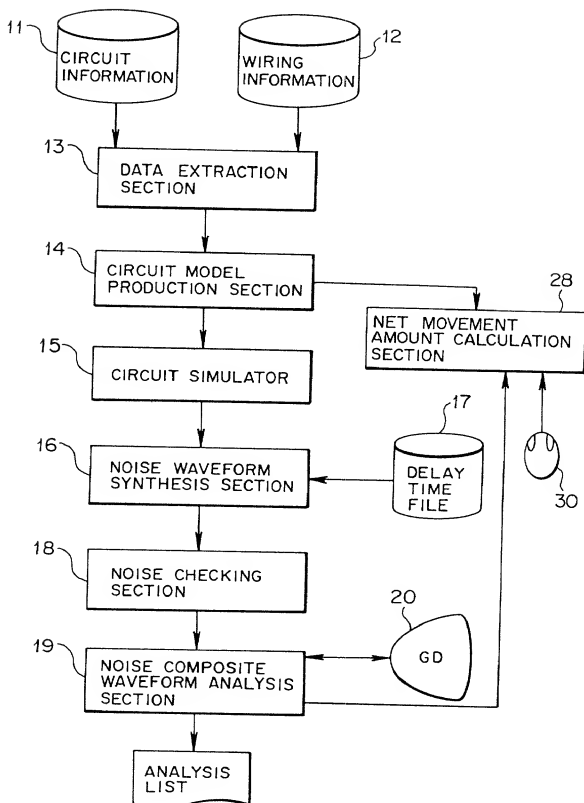 11
CIRCUIT
INFORMATION
12
WIRING
INFORMATION
13
DATA EXTRACTION
SECTION
14
CIRCUIT MODEL
PRODUCTION SECTION
28
NET MOVEMENT
AMOUNT CALCULATION
SECTION
15
CIRCUIT SIMULATOR
16
NOISE WAVEFORM
SYNTHESIS SECTION
17
DELAY
TIME
FILE
30
18
NOISE CHECKING
SECTION
19
NOISE COMPOSITE
WAVEFORM ANALYSIS
SECTION
20
GD
ANALYSIS
LIST